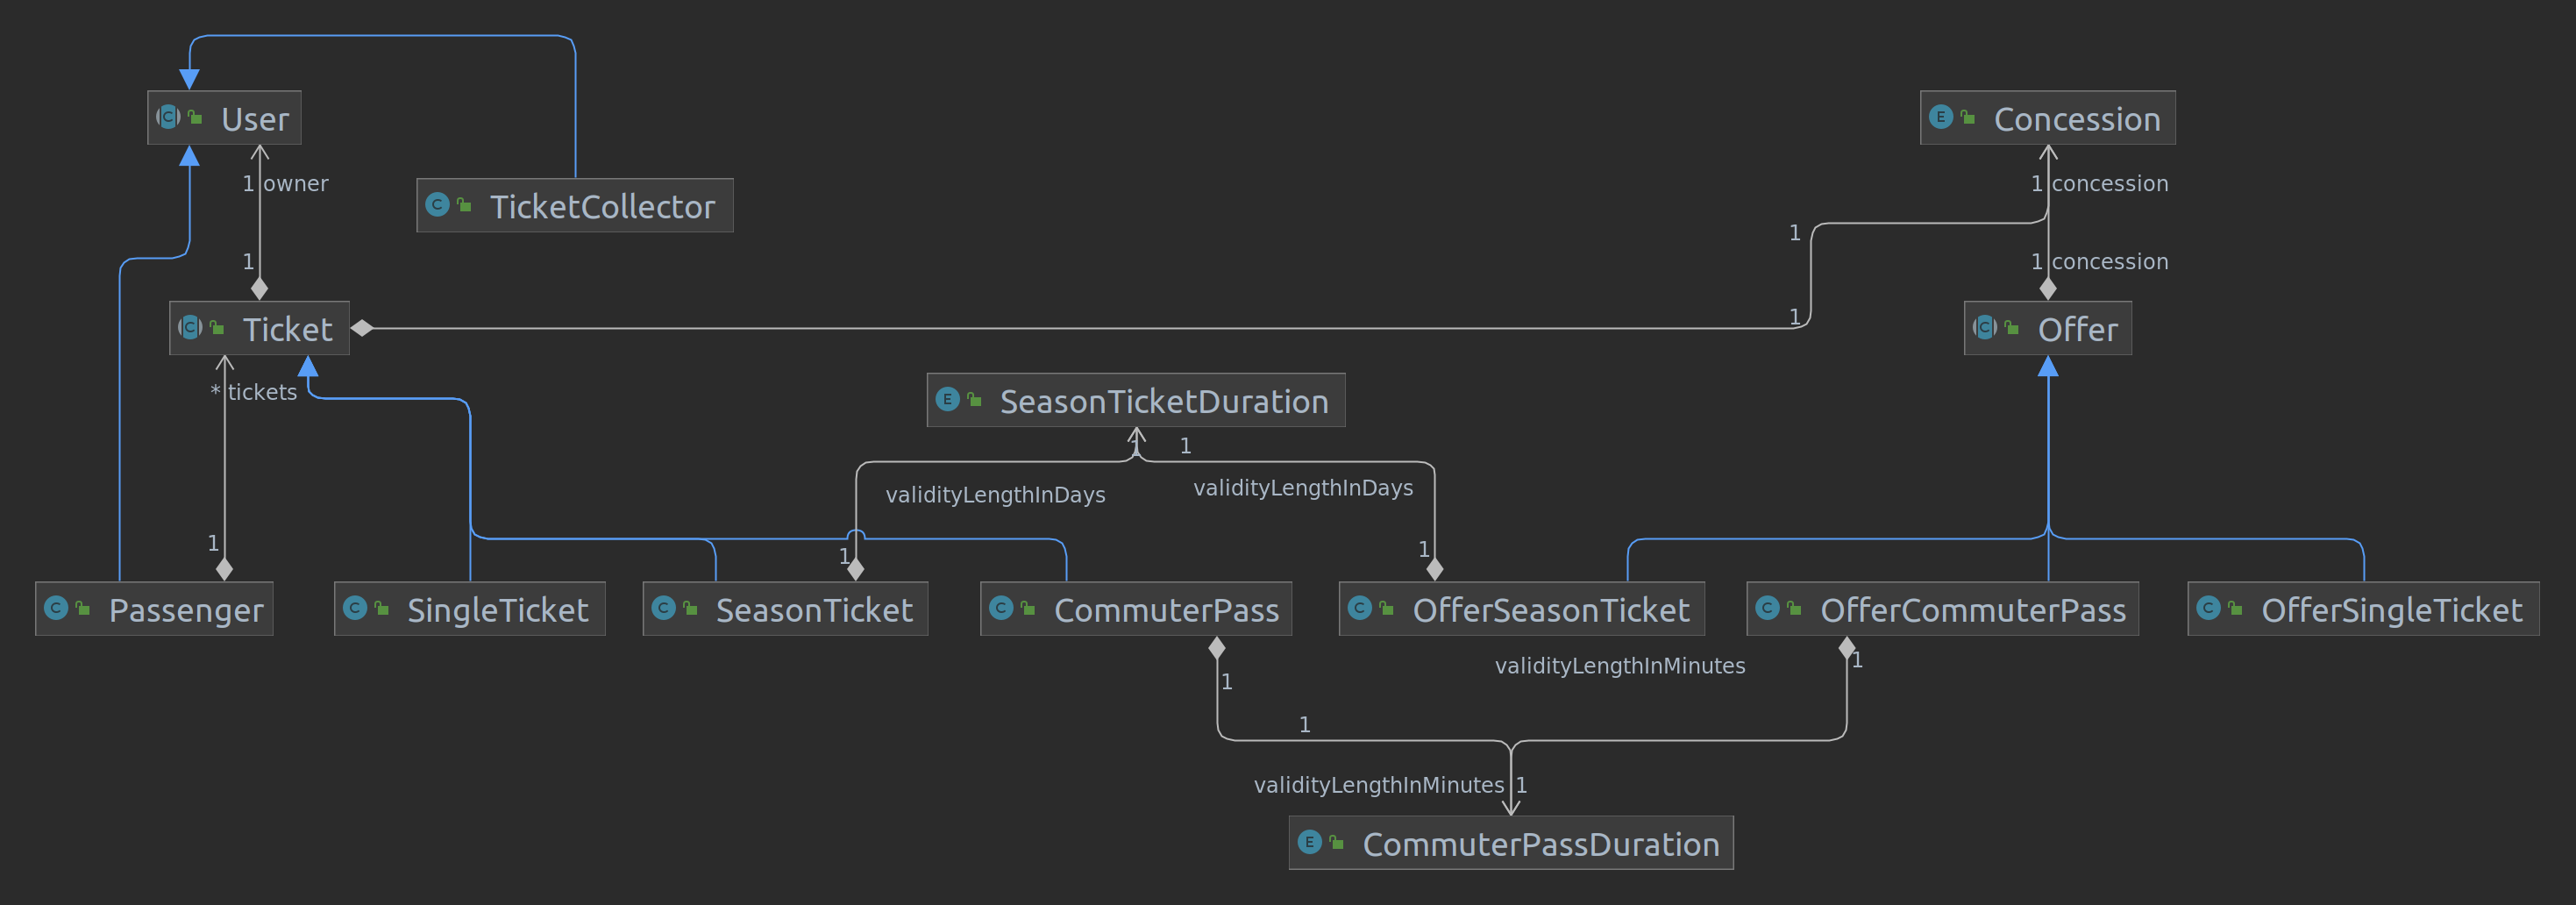 C User
E Concession
1 owner
1 concession
C TicketCollector
1
1
1 concession
C Ticket
1
C Offer
* tickets
E SeasonTicketDuration
1
1
validityLengthInDays
validityLengthInDays
1
1
1
C Passenger
C SingleTicket
C SeasonTicket
C CommuterPass
C OfferSeasonTicket
C OfferCommuterPass
C OfferSingleTicket
validityLengthInMinutes
1
1
1
validityLengthInMinutes 1
E CommuterPassDuration